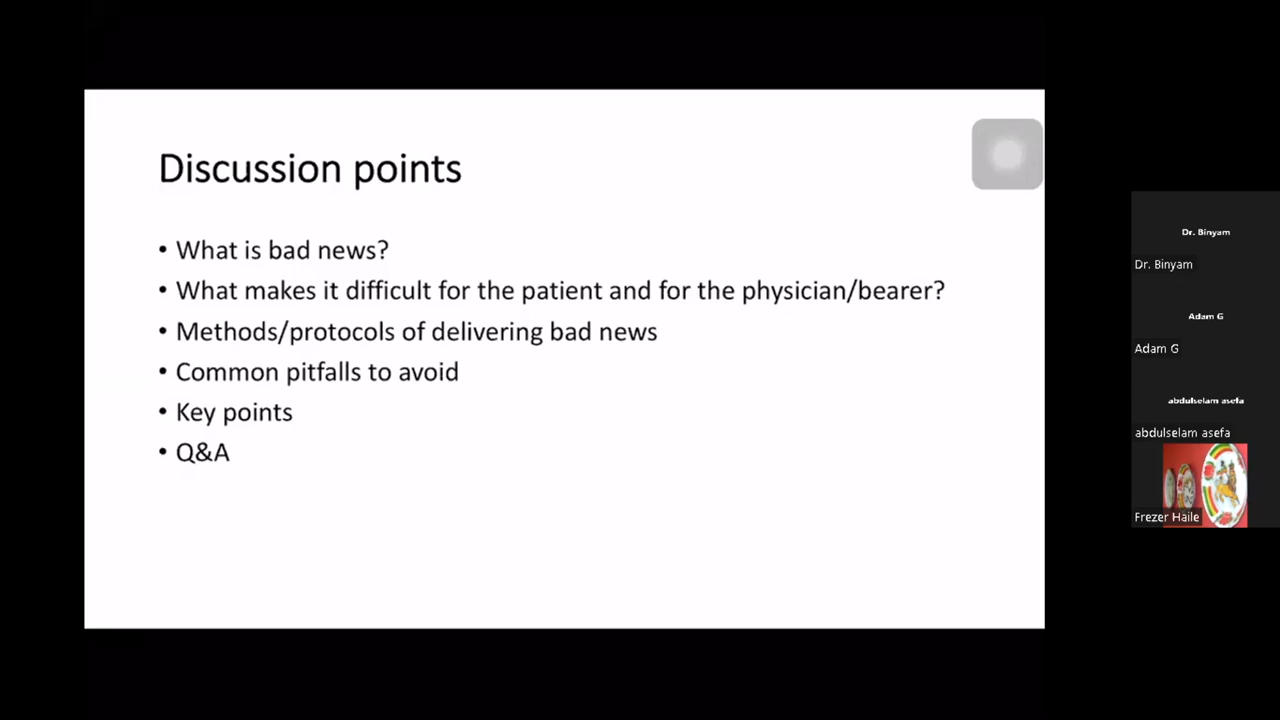 Discussion points
• What is bad news?
• What makes it difficult for the patient and for the physician/bearer?
• Methods/protocols of delivering bad news
• Common pitfalls to avoid
• Key points
• Q&A
Dr. Binyam
Dr. Binyam
Adam G
Adam G
abdulselam asefa
abdulselam asefa
Frezer Haile